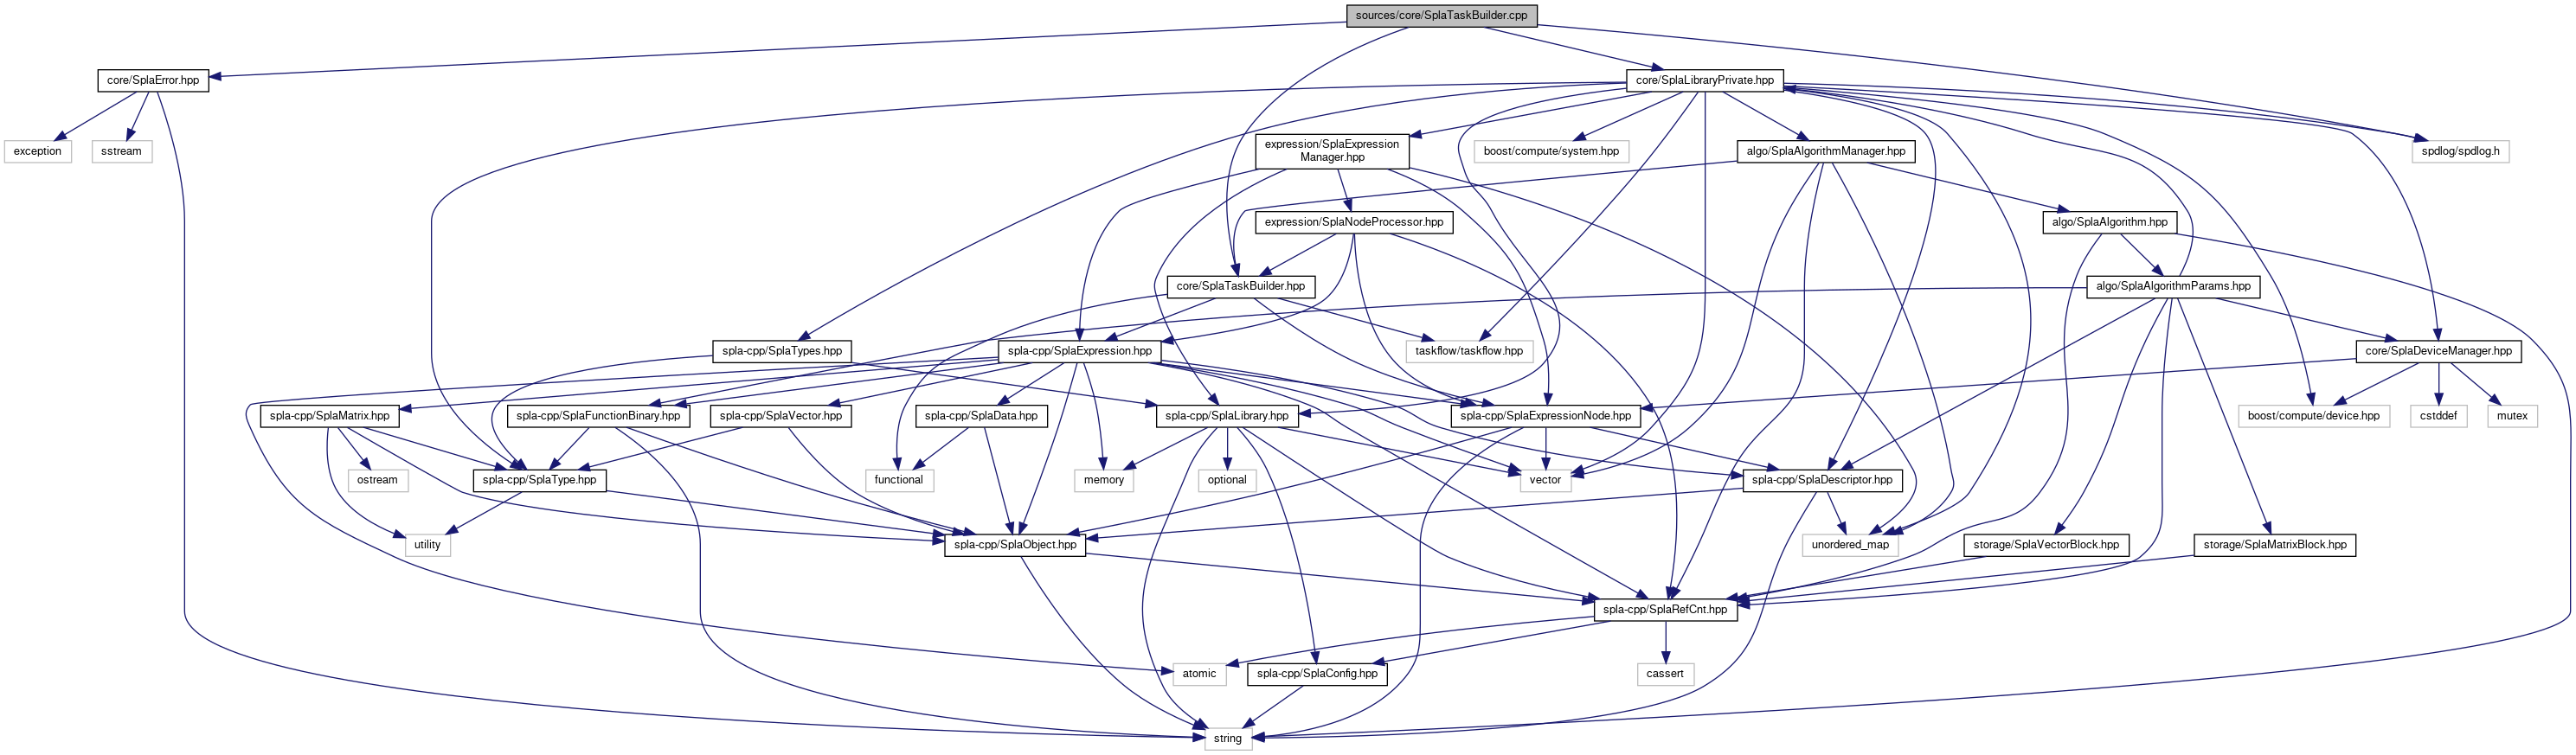 sources/core/SplaTaskBuilder.cpp
core/SplaError.hpp
core/SplaLibraryPrivate.hpp
exception
sstream
expression/SplaExpression
Manager.hpp
boost/compute/system.hpp
algo/SplaAlgorithmManager.hpp
spdlog/spdlog.h
expression/SplaNodeProcessor.hpp
algo/SplaAlgorithm.hpp
core/SplaTaskBuilder.hpp
algo/SplaAlgorithmParams.hpp
spla-cpp/SplaTypes.hpp
spla-cpp/SplaExpression.hpp
taskflow/taskflow.hpp
core/SplaDeviceManager.hpp
spla-cpp/SplaMatrix.hpp
spla-cpp/SplaFunctionBinary.hpp
spla-cpp/SplaVector.hpp
spla-cpp/SplaData.hpp
spla-cpp/SplaLibrary.hpp
spla-cpp/SplaExpressionNode.hpp
boost/compute/device.hpp
cstddef
mutex
ostream
spla-cpp/SplaType.hpp
functional
memory
optional
vector
spla-cpp/SplaDescriptor.hpp
utility
spla-cpp/SplaObject.hpp
unordered_map
storage/SplaVectorBlock.hpp
storage/SplaMatrixBlock.hpp
spla-cpp/SplaRefCnt.hpp
atomic
spla-cpp/SplaConfig.hpp
cassert
string